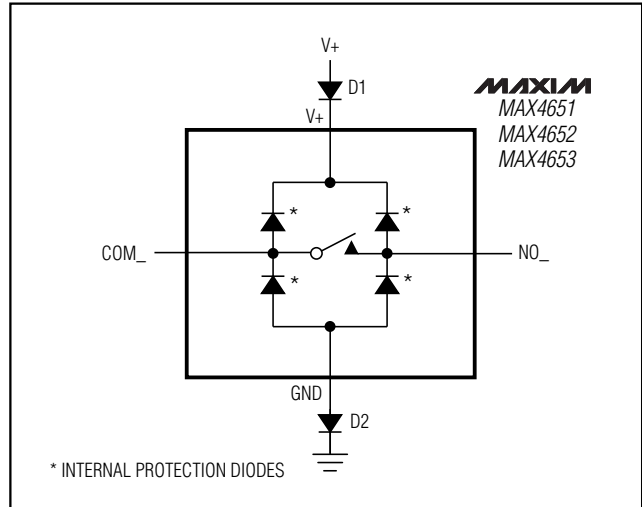 V+
D1
MAXIM
MAX4651
MAX4652
MAX4653
V+
*
*
COM_
NO_
*
*
GND
D2
* INTERNAL PROTECTION DIODES